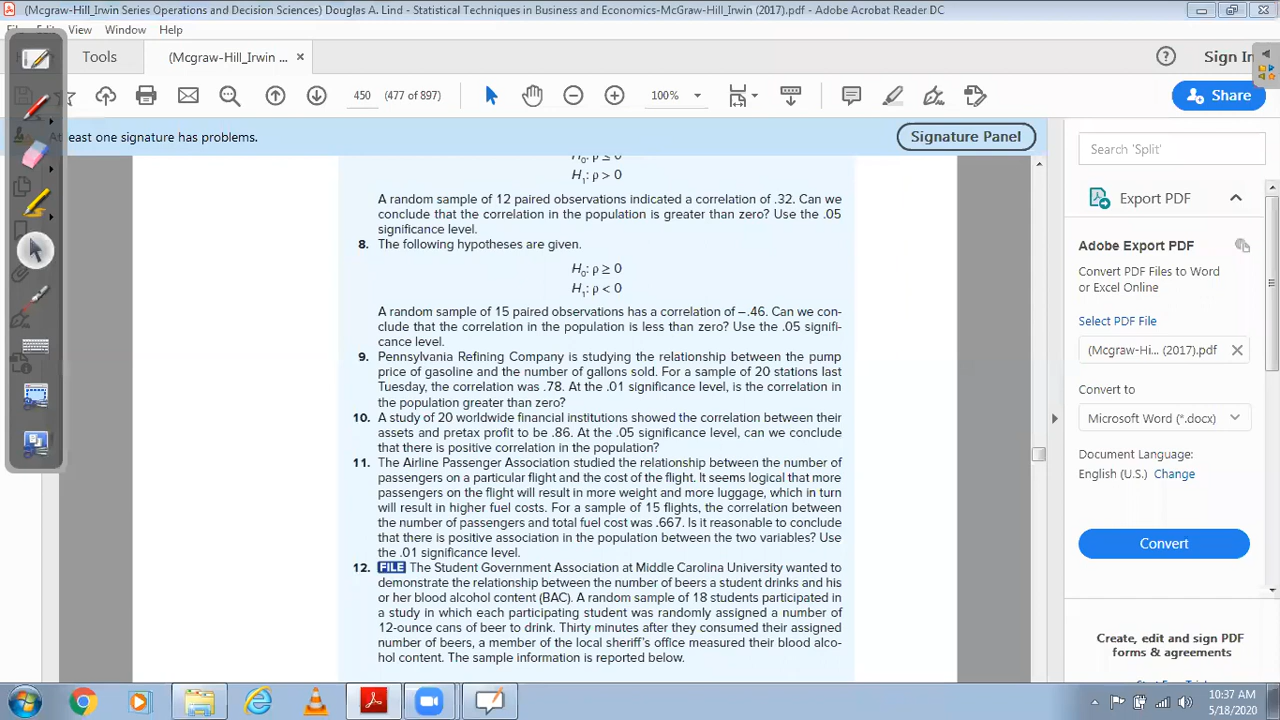 (Mcgraw-Hill_Irwin Series Operations and Decision Sciences) Douglas A. Lind - Statistical Techniques in Business and Economics-McGraw-Hill_Irwin (2017).pdf - Adobe Acrobat Reader DC
View Window Help
Tools
(Mcgraw-Hill_Irwin ... ×
Sign In
450 (477 of 897)
100%
Share
At least one signature has problems.
Signature Panel
H0: ρ ≤ 0
H1: ρ > 0
A random sample of 12 paired observations indicated a correlation of .32. Can we
conclude that the correlation in the population is greater than zero? Use the .05
significance level.
8. The following hypotheses are given.
H0: ρ ≥ 0
H1: ρ < 0
A random sample of 15 paired observations has a correlation of –.46. Can we con-
clude that the correlation in the population is less than zero? Use the .05 signifi-
cance level.
9. Pennsylvania Refining Company is studying the relationship between the pump
price of gasoline and the number of gallons sold. For a sample of 20 stations last
Tuesday, the correlation was .78. At the .01 significance level, is the correlation in
the population greater than zero?
10. A study of 20 worldwide financial institutions showed the correlation between their
assets and pretax profit to be .86. At the .05 significance level, can we conclude
that there is positive correlation in the population?
11. The Airline Passenger Association studied the relationship between the number of
passengers on a particular flight and the cost of the flight. It seems logical that more
passengers on the flight will result in more weight and more luggage, which in turn
will result in higher fuel costs. For a sample of 15 flights, the correlation between
the number of passengers and total fuel cost was .667. Is it reasonable to conclude
that there is positive association in the population between the two variables? Use
the .01 significance level.
12. FILE The Student Government Association at Middle Carolina University wanted to
demonstrate the relationship between the number of beers a student drinks and his
or her blood alcohol content (BAC). A random sample of 18 students participated in
a study in which each participating student was randomly assigned a number of
12-ounce cans of beer to drink. Thirty minutes after they consumed their assigned
number of beers, a member of the local sheriff's office measured their blood alco-
hol content. The sample information is reported below.
Search 'Split'
Export PDF
Adobe Export PDF
Convert PDF Files to Word
or Excel Online
Select PDF File
(Mcgraw-Hi... (2017).pdf
Convert to
Microsoft Word (*.docx)
Document Language:
English (U.S.) Change
Convert
Create, edit and sign PDF
forms & agreements
10:37 AM
5/18/2020